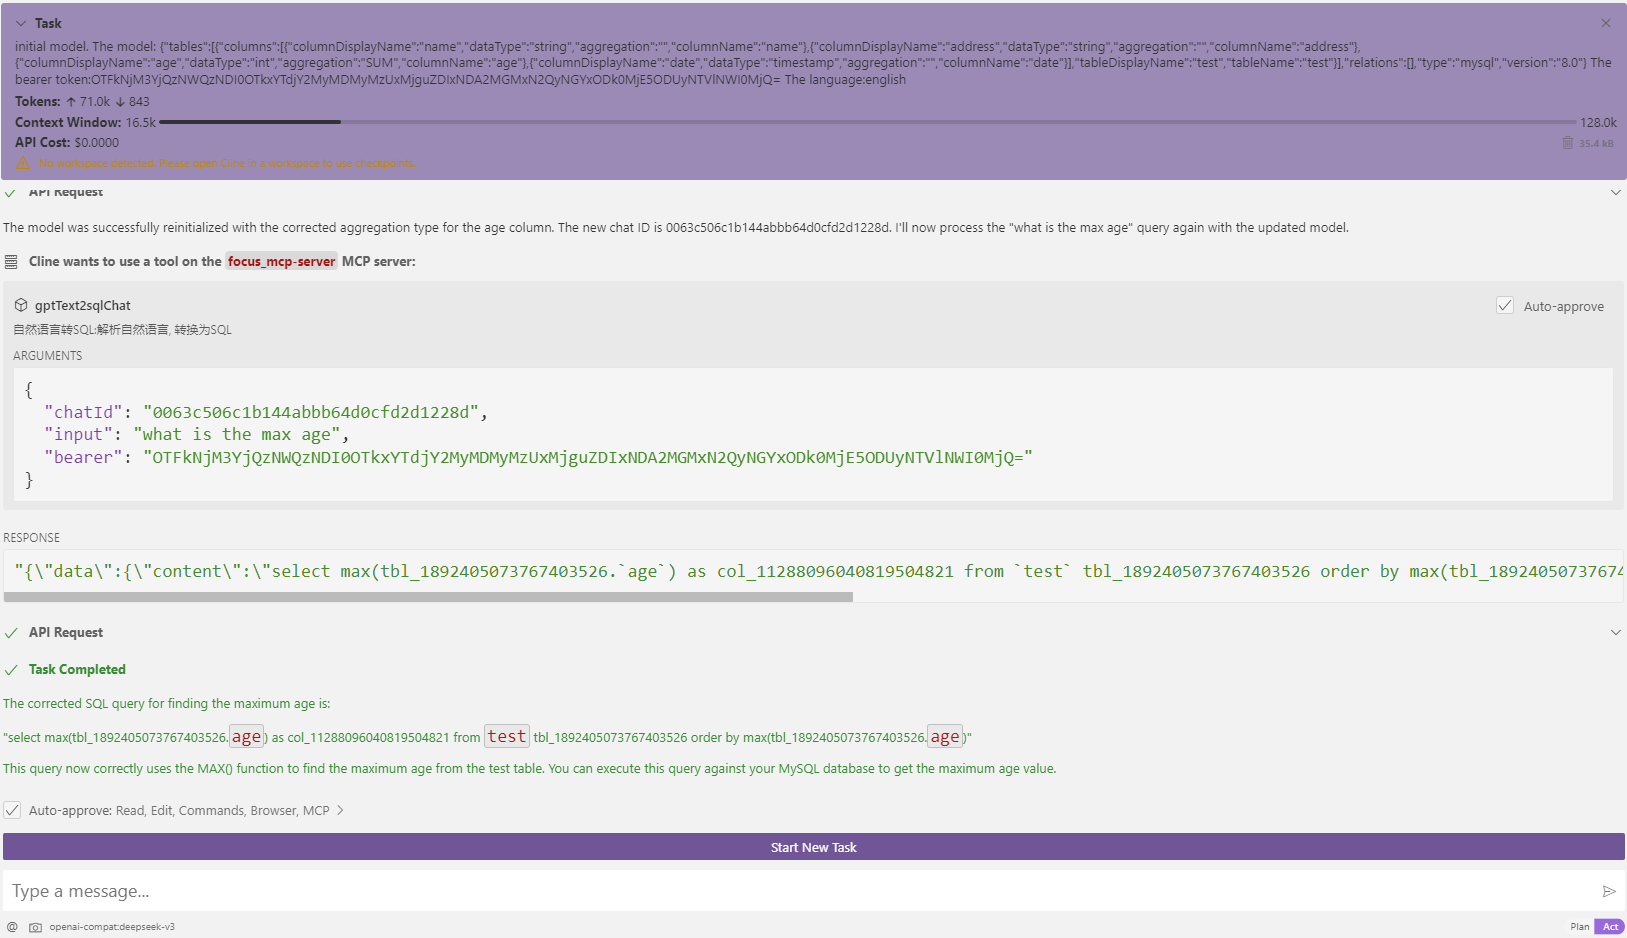 Task
initial model. The model: {"tables":[{"columns":[{"columnDisplayName":"name","dataType":"string","aggregation":"","columnName":"name"},{"columnDisplayName":"address","dataType":"string","aggregation":"","columnName":"address"},
{"columnDisplayName":"age","dataType":"int","aggregation":"SUM","columnName":"age"},{"columnDisplayName":"date","dataType":"timestamp","aggregation":"","columnName":"date"}],"tableDisplayName":"test","tableName":"test"}],"relations":[],"type":"mysql","version":"8.0"} The
bearer token:OTFkNjM3YjQzNWQzNDI0OTkxYTdjY2MyMDMyMzUxMjguZDIxNDA2MGMxN2QyNGYxODk0MjE5ODUyNTVlNWI0MjQ= The language:english
Tokens: ↑ 71.0k ↓ 843
Context Window: 16.5k 128.0k
API Cost: $0.0000 35.4 kB
No workspace detected. Please open Cline in a workspace to use checkpoints.
API Request
The model was successfully reinitialized with the corrected aggregation type for the age column. The new chat ID is 0063c506c1b144abbb64d0cfd2d1228d. I'll now process the "what is the max age" query again with the updated model.
Cline wants to use a tool on the focus_mcp-server MCP server:
gptText2sqlChat Auto-approve
自然语言转SQL:解析自然语言, 转换为SQL
ARGUMENTS
{
"chatId": "0063c506c1b144abbb64d0cfd2d1228d",
"input": "what is the max age",
"bearer": "OTFkNjM3YjQzNWQzNDI0OTkxYTdjY2MyMDMyMzUxMjguZDIxNDA2MGMxN2QyNGYxODk0MjE5ODUyNTVlNWI0MjQ="
}
RESPONSE
"{\"data\":{\"content\":\"select max(tbl_1892405073767403526.`age`) as col_11288096040819504821 from `test` tbl_1892405073767403526 order by max(tbl_18924050737674
API Request
Task Completed
The corrected SQL query for finding the maximum age is:
"select max(tbl_1892405073767403526.age) as col_11288096040819504821 from test tbl_1892405073767403526 order by max(tbl_1892405073767403526.age)"
This query now correctly uses the MAX() function to find the maximum age from the test table. You can execute this query against your MySQL database to get the maximum age value.
Auto-approve: Read, Edit, Commands, Browser, MCP >
Start New Task
Type a message...
@ openai-compat:deepseek-v3 Plan Act